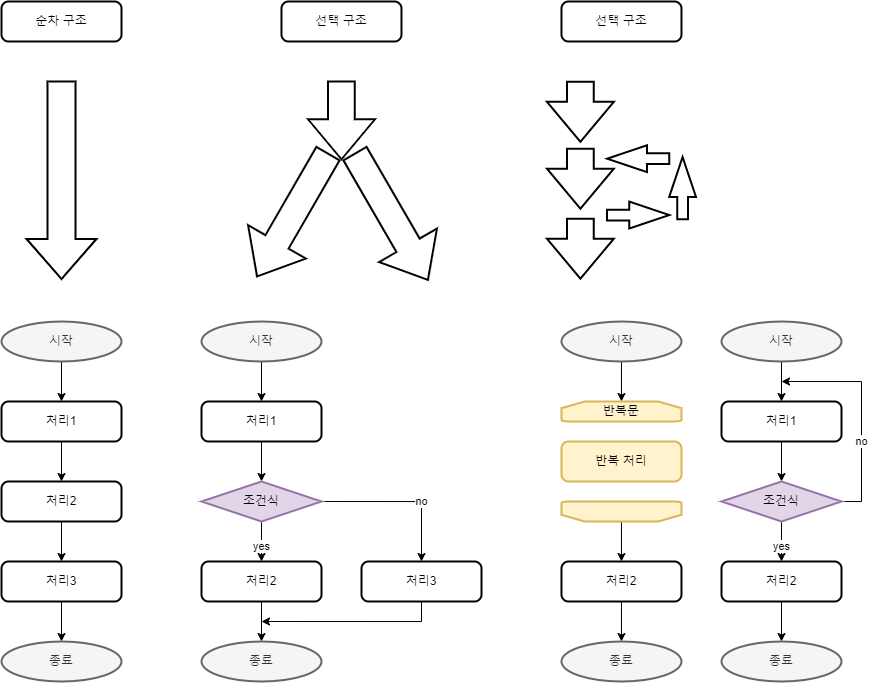 순차 구조
선택 구조
선택 구조
시작
처리1
처리2
처리3
종료
시작
처리1
조건식
no
yes
처리2
처리3
종료
시작
반복문
반복 처리
처리2
종료
시작
처리1
no
조건식
yes
처리2
종료